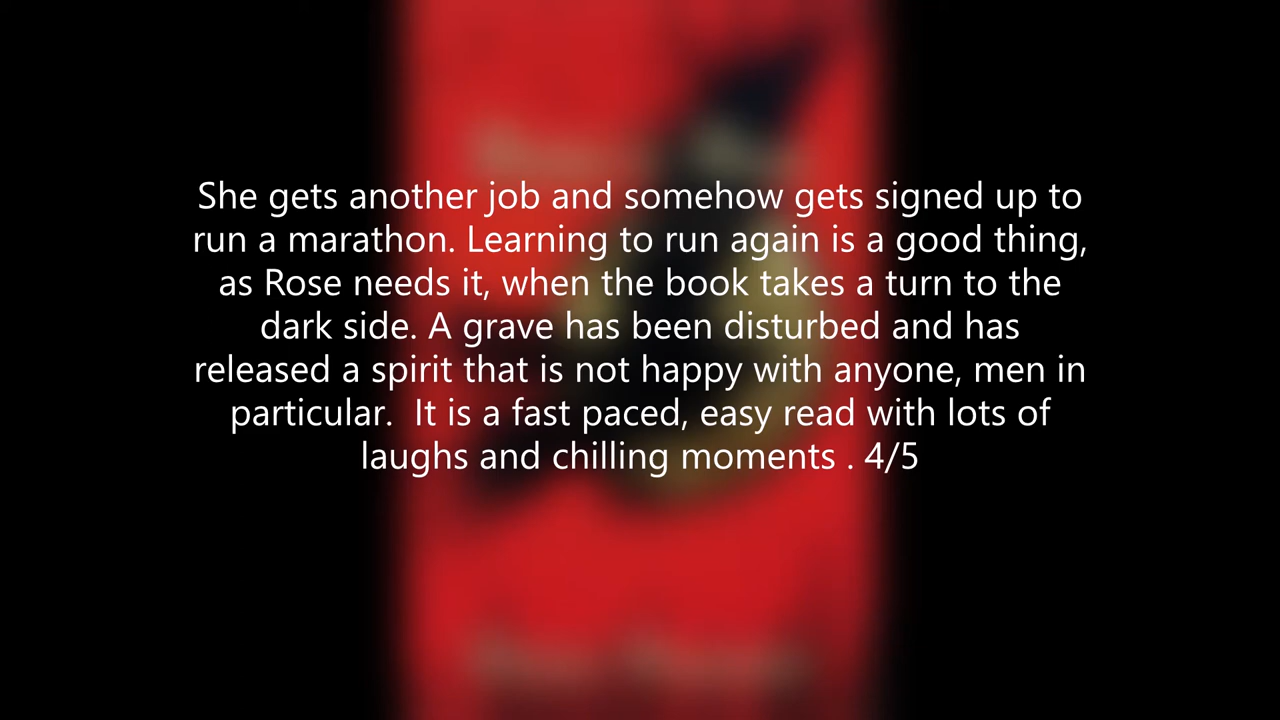 She gets another job and somehow gets signed up to
run a marathon. Learning to run again is a good thing,
as Rose needs it, when the book takes a turn to the
dark side. A grave has been disturbed and has
released a spirit that is not happy with anyone, men in
particular.  It is a fast paced, easy read with lots of
laughs and chilling moments . 4/5